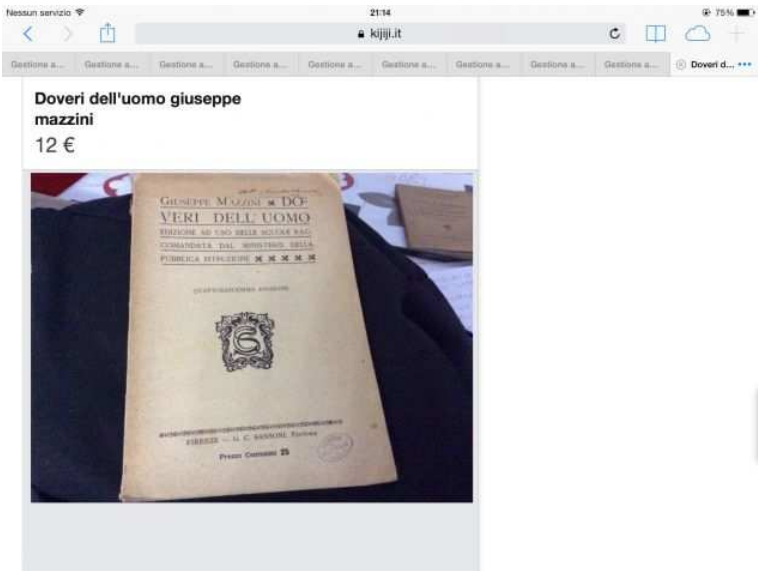 Nessun servizio 21:14 75%
kijiji.it
Gestione a... Gestione a... Gestione a... Gestione a... Gestione a... Gestione a... Gestione a... Gestione a... Gestione a... Doveri d...
Doveri dell'uomo giuseppe
mazzini
12 €
GIUSEPPE MAZZINI DO-
VERI DELL' UOMO
EDIZIONE AD USO DELLE SCUOLE RAC-
COMANDATA DAL MINISTERO DELLA
PUBBLICA ISTRUZIONE
EDIZIONE
FIRENZE — G. C. SANSONI, Editore
Prezzo Centesimi 25